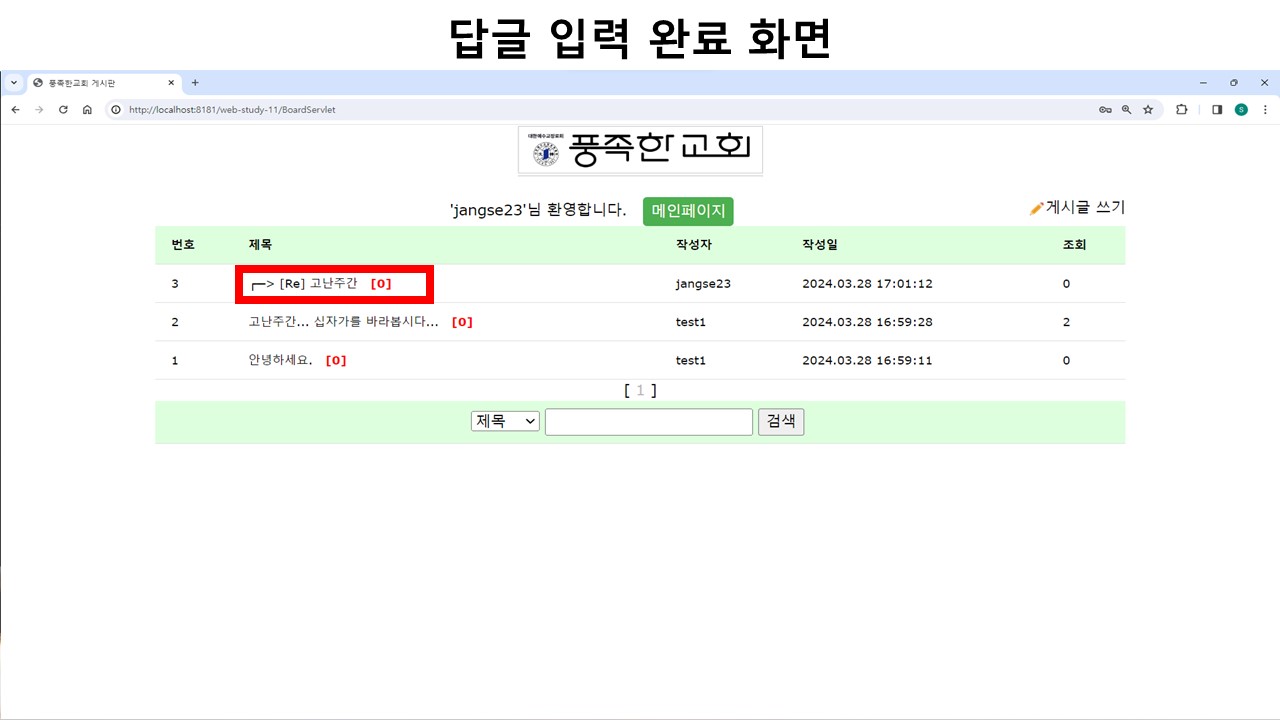 답글 입력 완료 화면
풍족한교회 게시판
http://localhost:8181/web-study-11/BoardServlet
S
대한예수교장로회
풍족한 교회
'jangse23'님 환영합니다. 메인페이지 게시글 쓰기
번호 제목 작성자 작성일 조회
3 ┌─> [Re] 고난주간 [0] jangse23 2024.03.28 17:01:12 0
2 고난주간... 십자가를 바라봅시다... [0] test1 2024.03.28 16:59:28 2
1 안녕하세요. [0] test1 2024.03.28 16:59:11 0
[ 1 ]
제목 검색